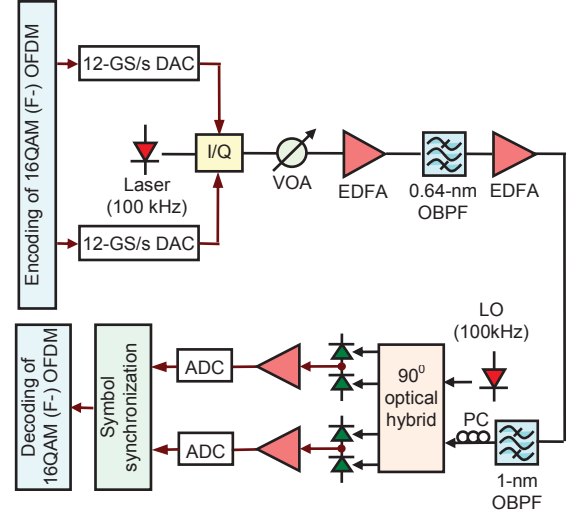 Encoding of 16QAM (F-) OFDM
12-GS/s DAC
I/Q
Laser
(100 kHz)
VOA
EDFA
0.64-nm
OBPF
EDFA
12-GS/s DAC
Decoding of
16QAM (F-) OFDM
Symbol
synchronization
ADC
ADC
90⁰
optical
hybrid
LO
(100kHz)
PC
1-nm
OBPF